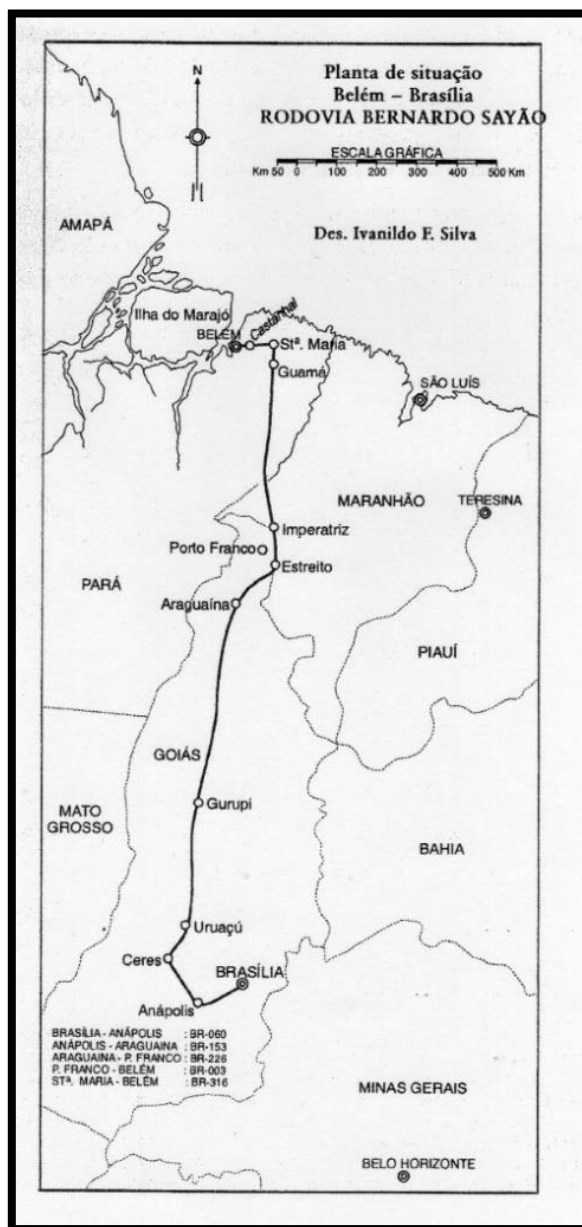 N
Planta de situação
Belém – Brasília
RODOVIA BERNARDO SAYÃO
ESCALA GRÁFICA
Km 50 0 100 200 300 400 500 Km
Des. Ivanildo F. Silva
AMAPÁ
Ilha do Marajó
BELÉM
Castanhal
Stª. Maria
Guamá
SÃO LUÍS
MARANHÃO
TERESINA
Imperatriz
Porto Franco
Estreito
PARÁ
Araguaína
PIAUÍ
GOIÁS
MATO
GROSSO
Gurupi
BAHIA
Uruaçú
Ceres
BRASÍLIA
Anápolis
BRASÍLIA - ANÁPOLIS : BR-060
ANÁPOLIS - ARAGUAINA : BR-153
ARAGUAINA - P. FRANCO : BR-226
P. FRANCO - BELÉM : BR-003
STª. MARIA - BELÉM : BR-316
MINAS GERAIS
BELO HORIZONTE